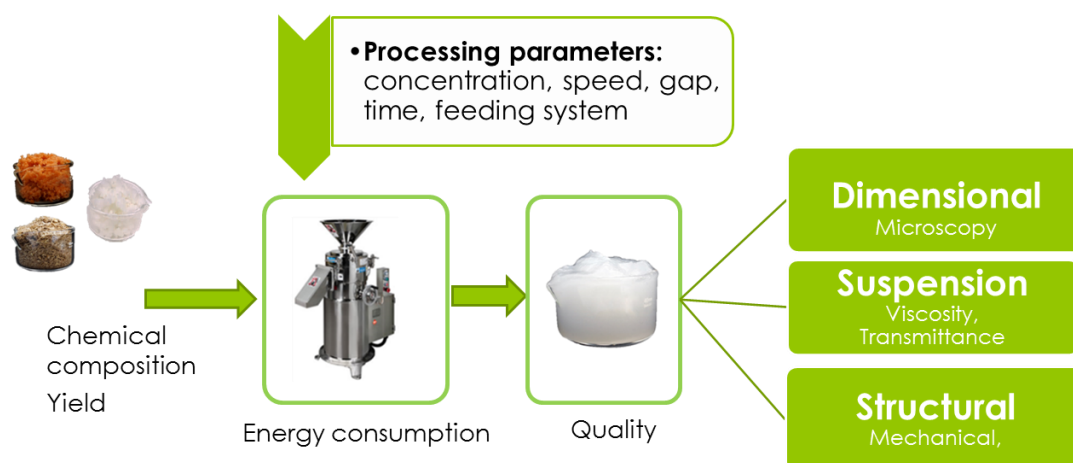 •Processing parameters:
concentration, speed, gap,
time, feeding system
Chemical
composition
Yield
Energy consumption
Quality
Dimensional
Microscopy
Suspension
Viscosity,
Transmittance
Structural
Mechanical,